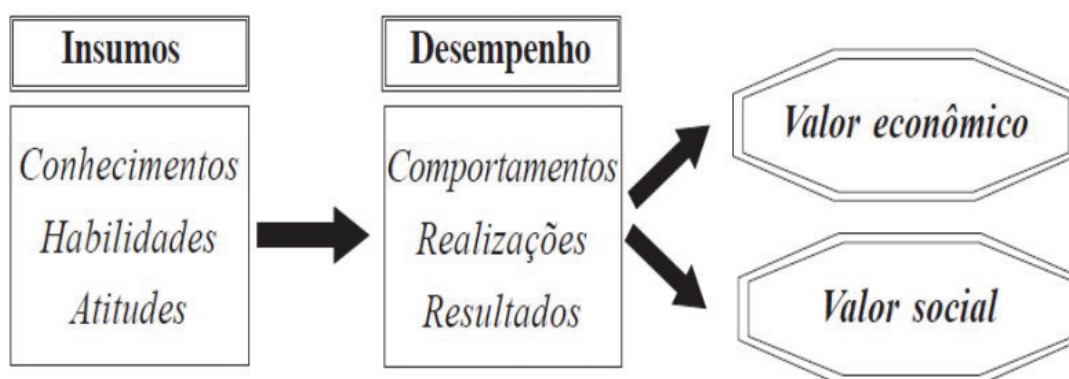 Insumos
Conhecimentos
Habilidades
Atitudes
Desempenho
Comportamentos
Realizações
Resultados
Valor econômico
Valor social